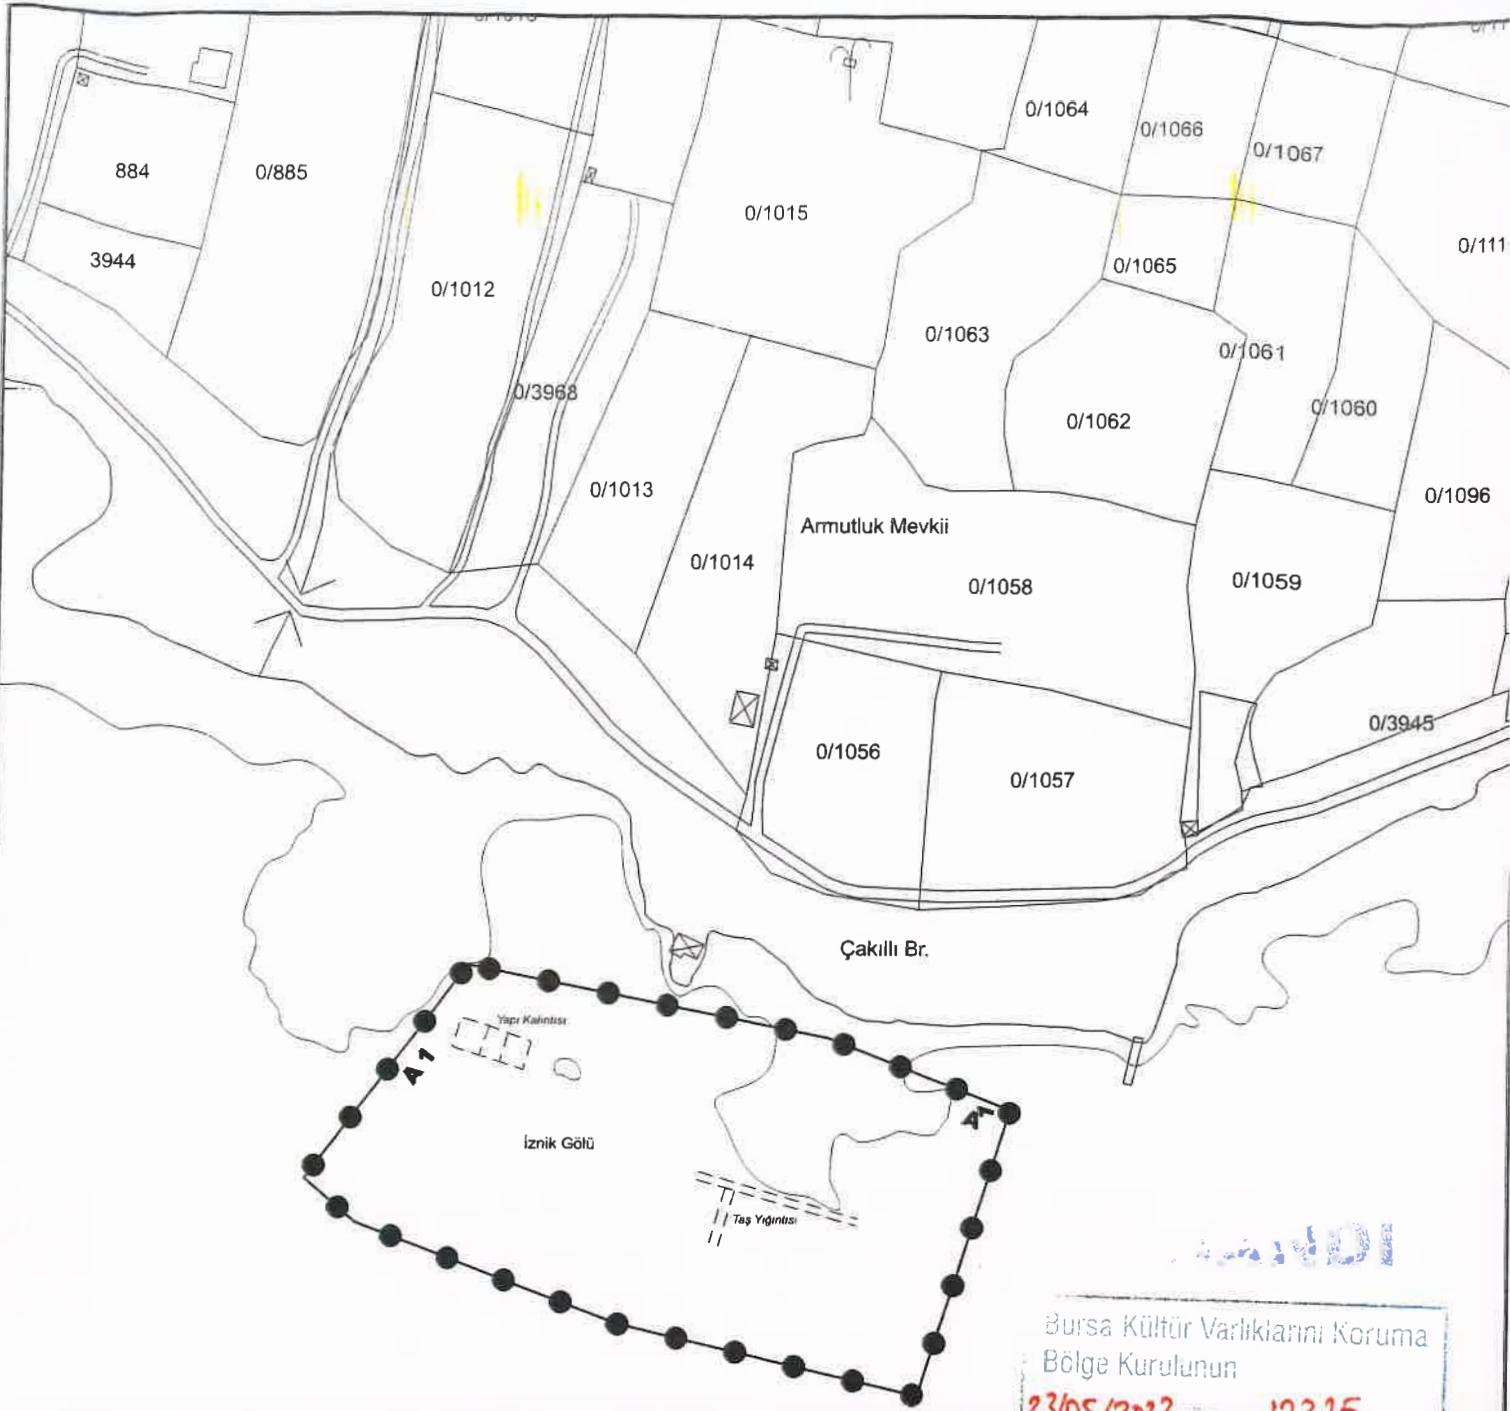 0/1064
0/1066
0/1067
884
0/885
0/1015
0/111
3944
0/1065
0/1012
0/1063
0/1061
0/3968
0/1062
0/1060
0/1013
0/1096
Armutluk Mevkii
0/1014
0/1058
0/1059
0/3945
0/1056
0/1057
Çakıllı Br.
Yapı Kalıntısı
A 1
A 1
İznik Gölü
Taş Yığıntısı
Bursa Kültür Varlıklarını Koruma
Bölge Kurulunun
23/05/2022